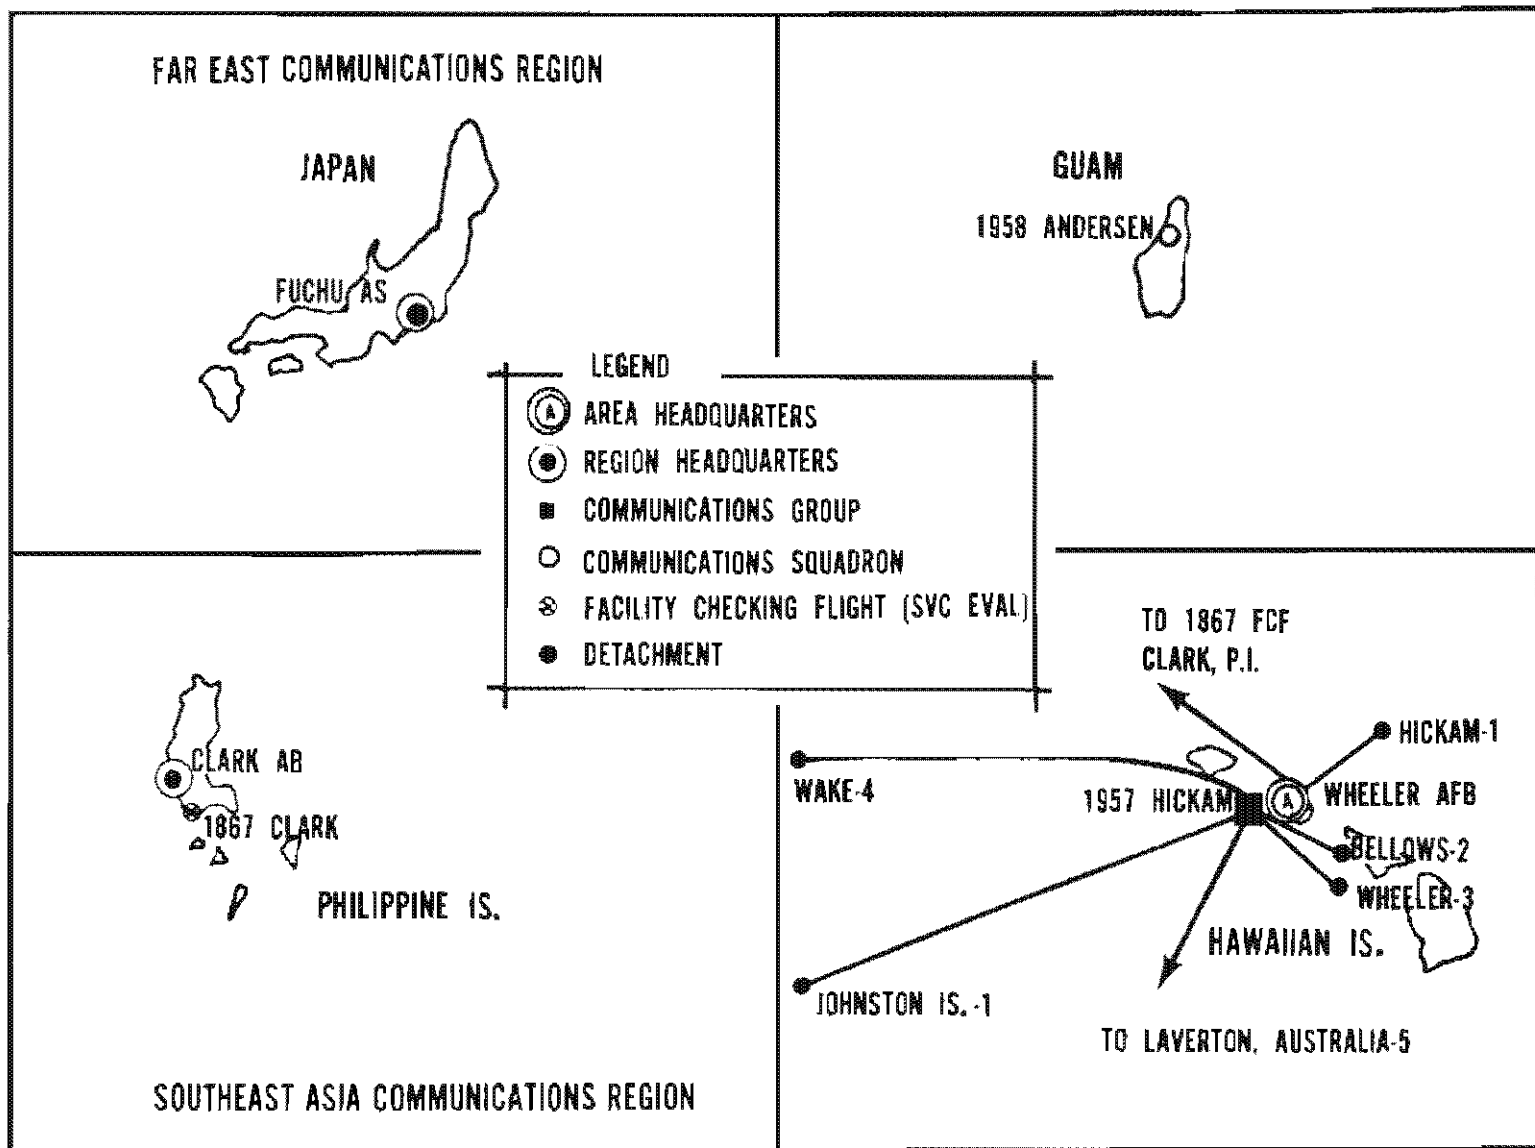 FAR EAST COMMUNICATIONS REGION
JAPAN
FUCHU AS
GUAM
1958 ANDERSEN
LEGEND
A AREA HEADQUARTERS
REGION HEADQUARTERS
COMMUNICATIONS GROUP
COMMUNICATIONS SQUADRON
FACILITY CHECKING FLIGHT (SVC EVAL)
DETACHMENT
CLARK AB
1867 CLARK
PHILIPPINE IS.
SOUTHEAST ASIA COMMUNICATIONS REGION
TO 1867 FCF
CLARK, P.I.
HICKAM-1
WAKE-4
1957 HICKAM
A
WHEELER AFB
BELLOWS-2
WHEELER-3
HAWAIIAN IS.
JOHNSTON IS.-1
TO LAVERTON, AUSTRALIA-5